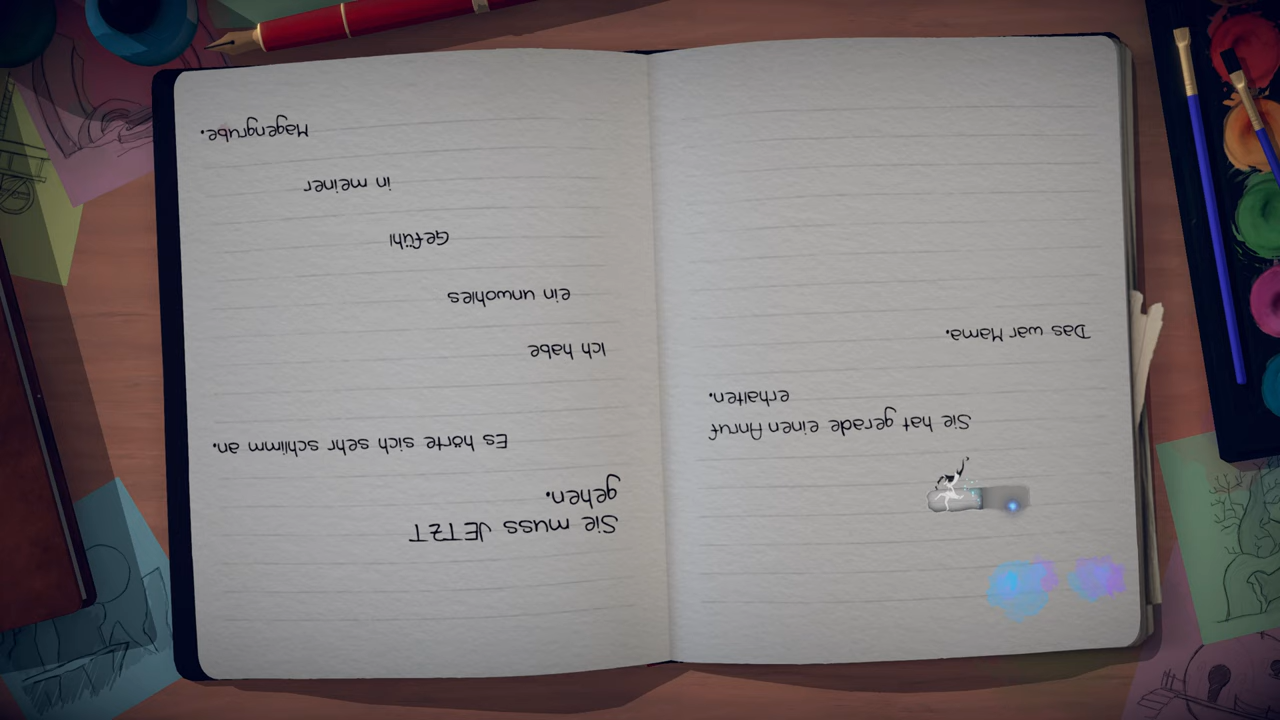 Sie hat gerade einen Anruf
erhalten.
Das war Mama.
Sie muss JETZT
gehen.
Es hörte sich sehr schlimm an.
Ich habe
ein unwohles
Gefühl
in meiner
Magengrube.